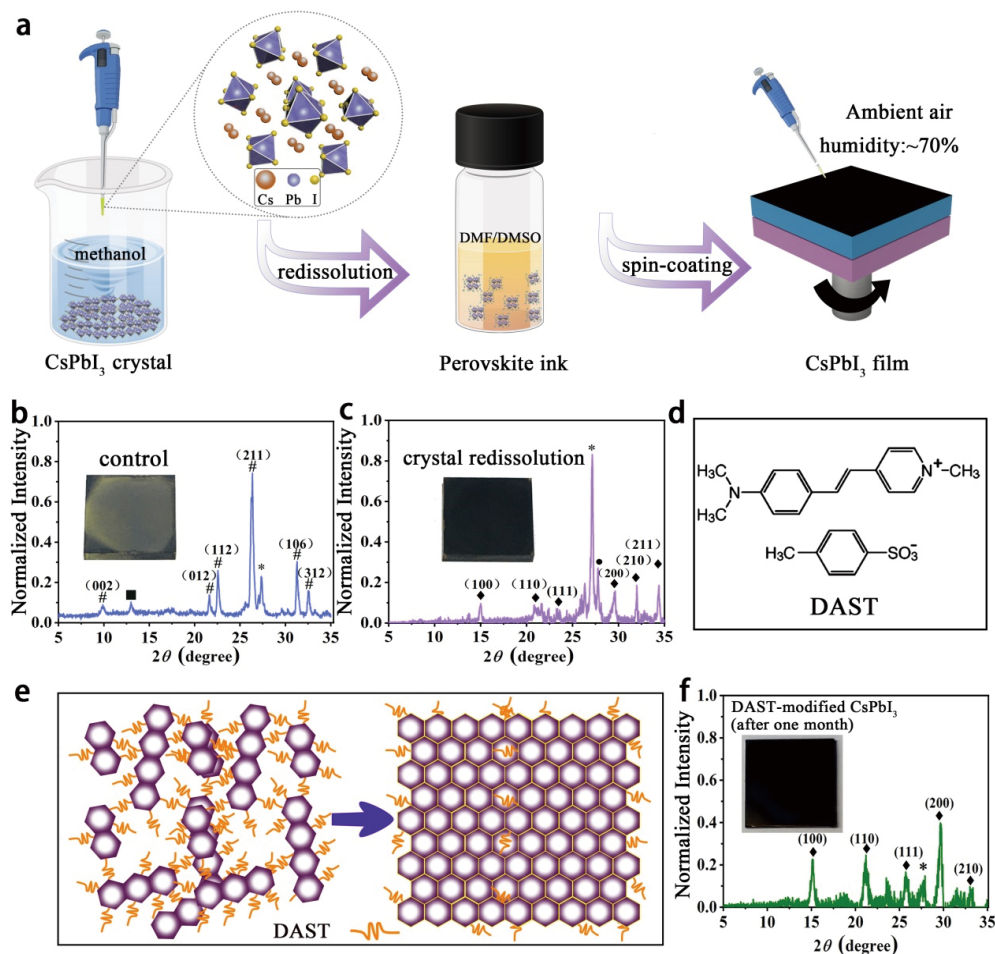 a
Ambient air
humidity:~70%
Cs Pb I
methanol
redissolution
DMF/DMSO
spin-coating
CsPbI₃ crystal
Perovskite ink
CsPbI₃ film
b
Normalized Intensity
1.0
0.8
0.6
0.4
0.2
0.0
control
(002)
#
■
(012)
#
(112)
#
(211)
#
*
(106)
#
(312)
#
5 10 15 20 25 30 35
2θ (degree)
c
Normalized Intensity
1.0
0.8
0.6
0.4
0.2
0.0
crystal redissolution
(100)
◆
(110)
◆
(111)
◆
*
●
(200)
◆
(210)
◆
(211)
◆
5 10 15 20 25 30 35
2θ (degree)
d
H₃C
N
H₃C
N⁺
CH₃
H₃C
SO₃⁻
DAST
e
DAST
f
Normalized Intensity
1.0
0.8
0.6
0.4
0.2
0.0
DAST-modified CsPbI₃
(after one month)
(100)
◆
(110)
◆
(111)
◆
*
(200)
◆
(210)
◆
5 10 15 20 25 30 35
2θ (degree)